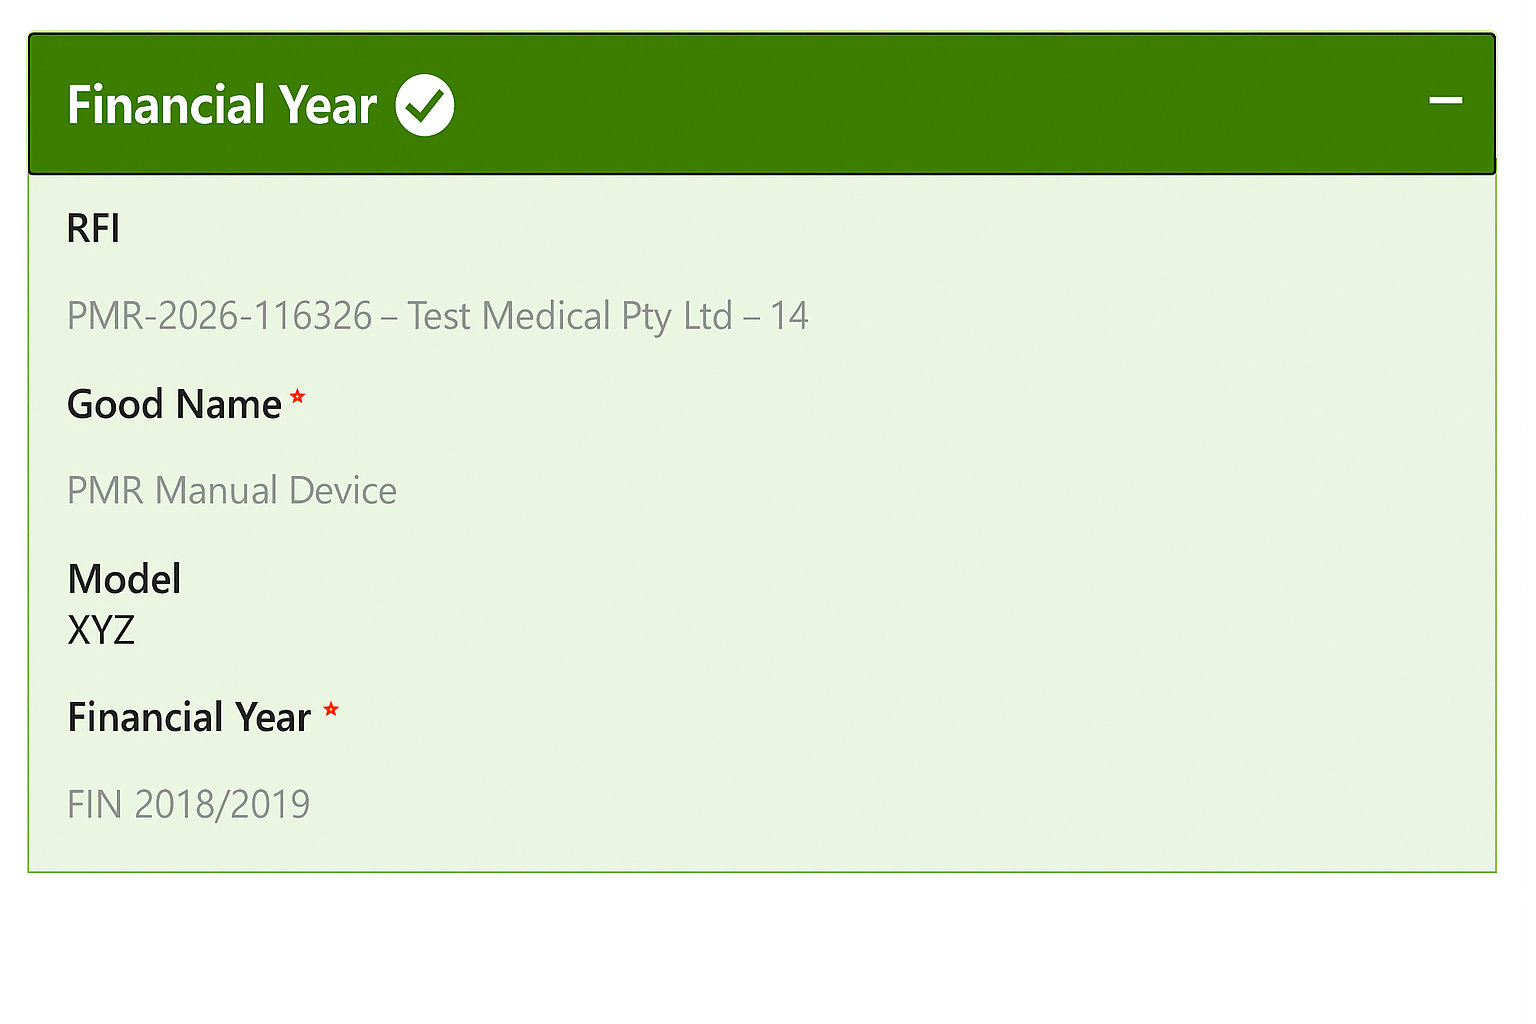 Financial Year
RFI
PMR-2026-116326 – Test Medical Pty Ltd – 14
Good Name *
PMR Manual Device
Model
XYZ
Financial Year *
FIN 2018/2019